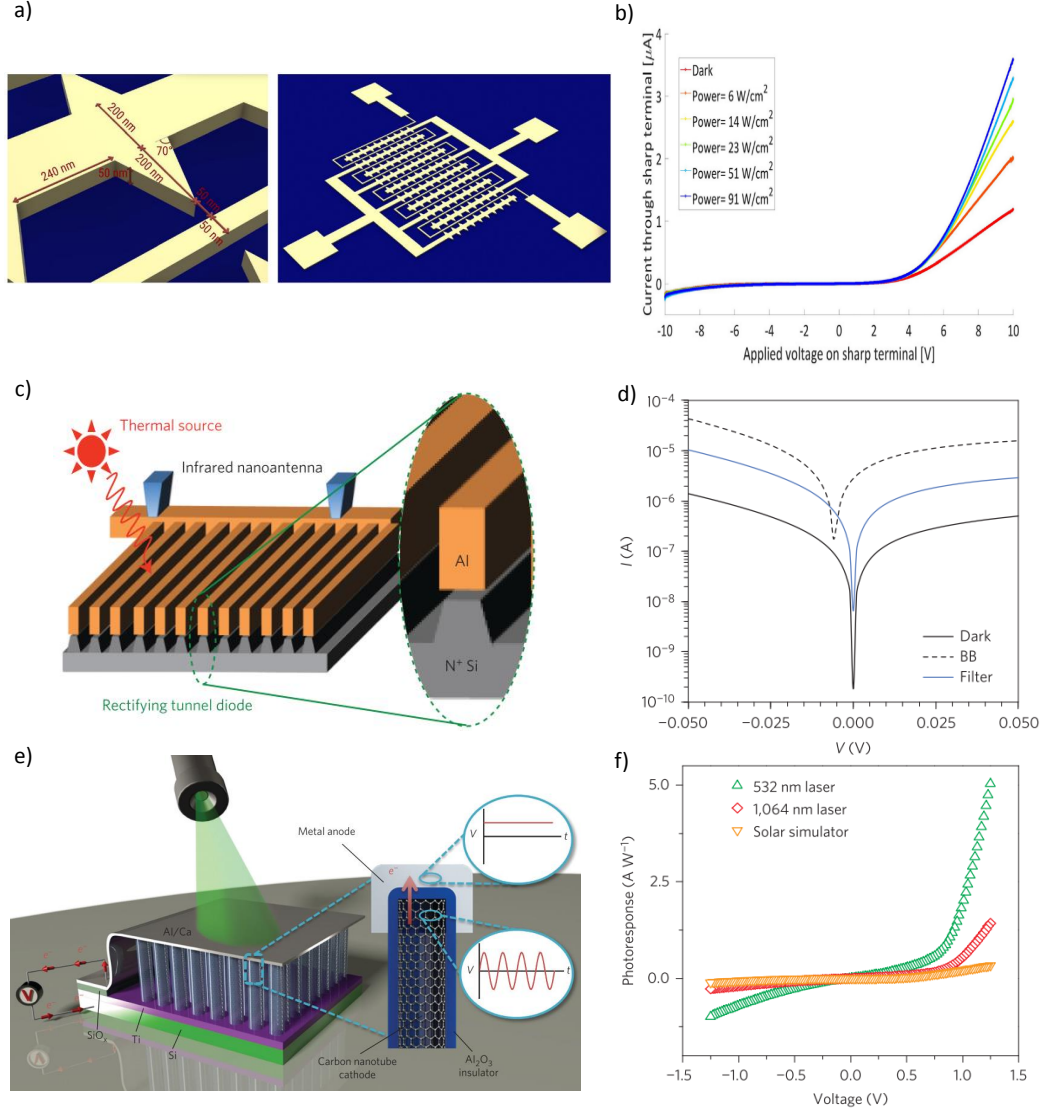 a)
200 nm
240 nm
50 nm
200 nm
70°
50 nm
50 nm
b)
Current through sharp terminal [μA]
4
3
2
1
0
Dark
Power= 6 W/cm²
Power= 14 W/cm²
Power= 23 W/cm²
Power= 51 W/cm²
Power= 91 W/cm²
-10 -8 -6 -4 -2 0 2 4 6 8 10
Applied voltage on sharp terminal [V]
c)
Thermal source
Infrared nanoantenna
Al
N⁺ Si
Rectifying tunnel diode
d)
I (A)
10⁻⁴
10⁻⁵
10⁻⁶
10⁻⁷
10⁻⁸
10⁻⁹
10⁻¹⁰
Dark
BB
Filter
−0.050 −0.025 0.000 0.025 0.050
V (V)
e)
Metal anode
V
t
e⁻
V
t
Al/Ca
V
A
SiOₓ
Ti
Si
Carbon nanotube
cathode
Al₂O₃
insulator
f)
Photoresponse (A W⁻¹)
5.0
2.5
0.0
532 nm laser
1,064 nm laser
Solar simulator
−1.5 −1.0 −0.5 0.0 0.5 1.0 1.5
Voltage (V)